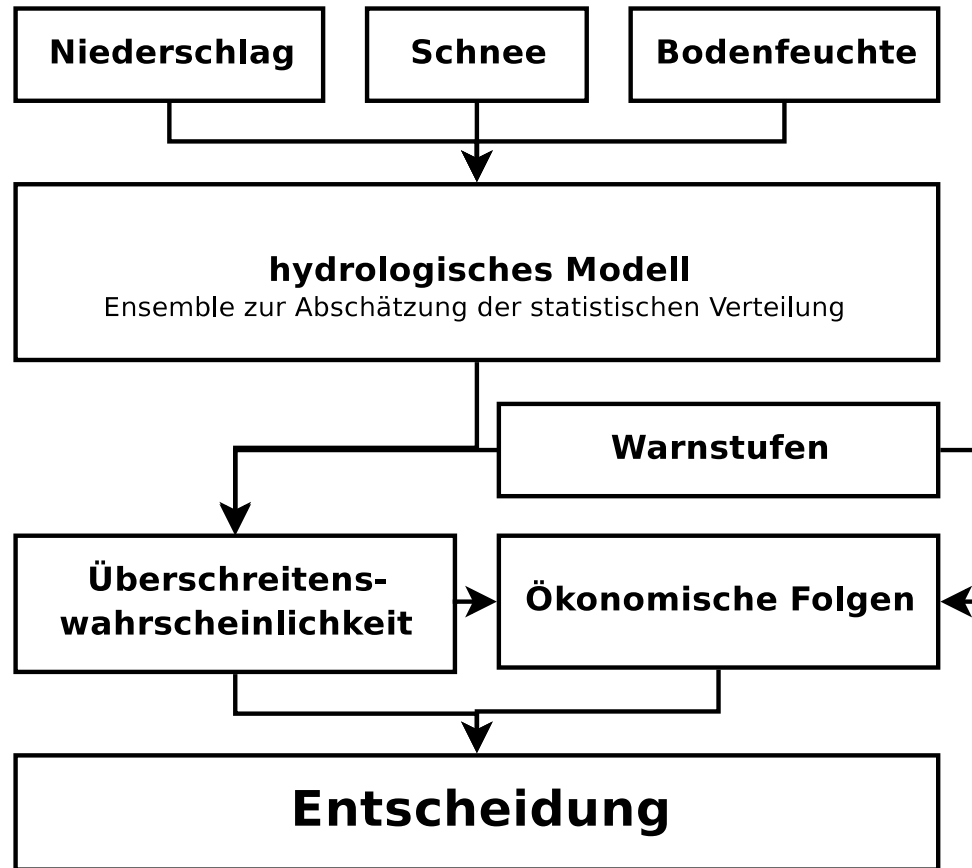 Niederschlag
Schnee
Bodenfeuchte
hydrologisches Modell
Ensemble zur Abschätzung der statistischen Verteilung
Warnstufen
Überschreitens-
wahrscheinlichkeit
Ökonomische Folgen
Entscheidung